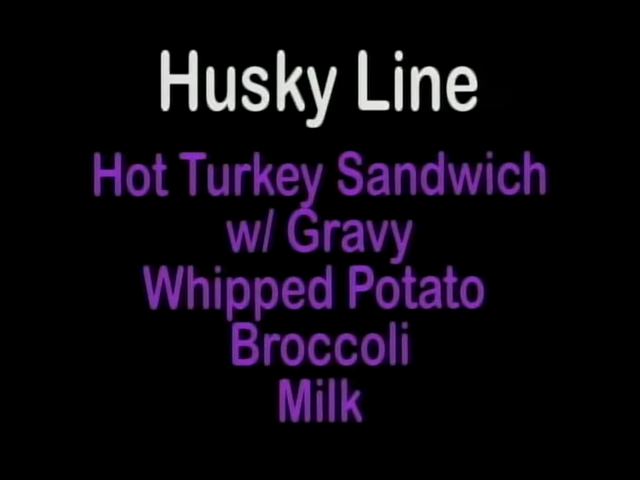 Husky Line
Hot Turkey Sandwich
w/ Gravy
Whipped Potato
Broccoli
Milk